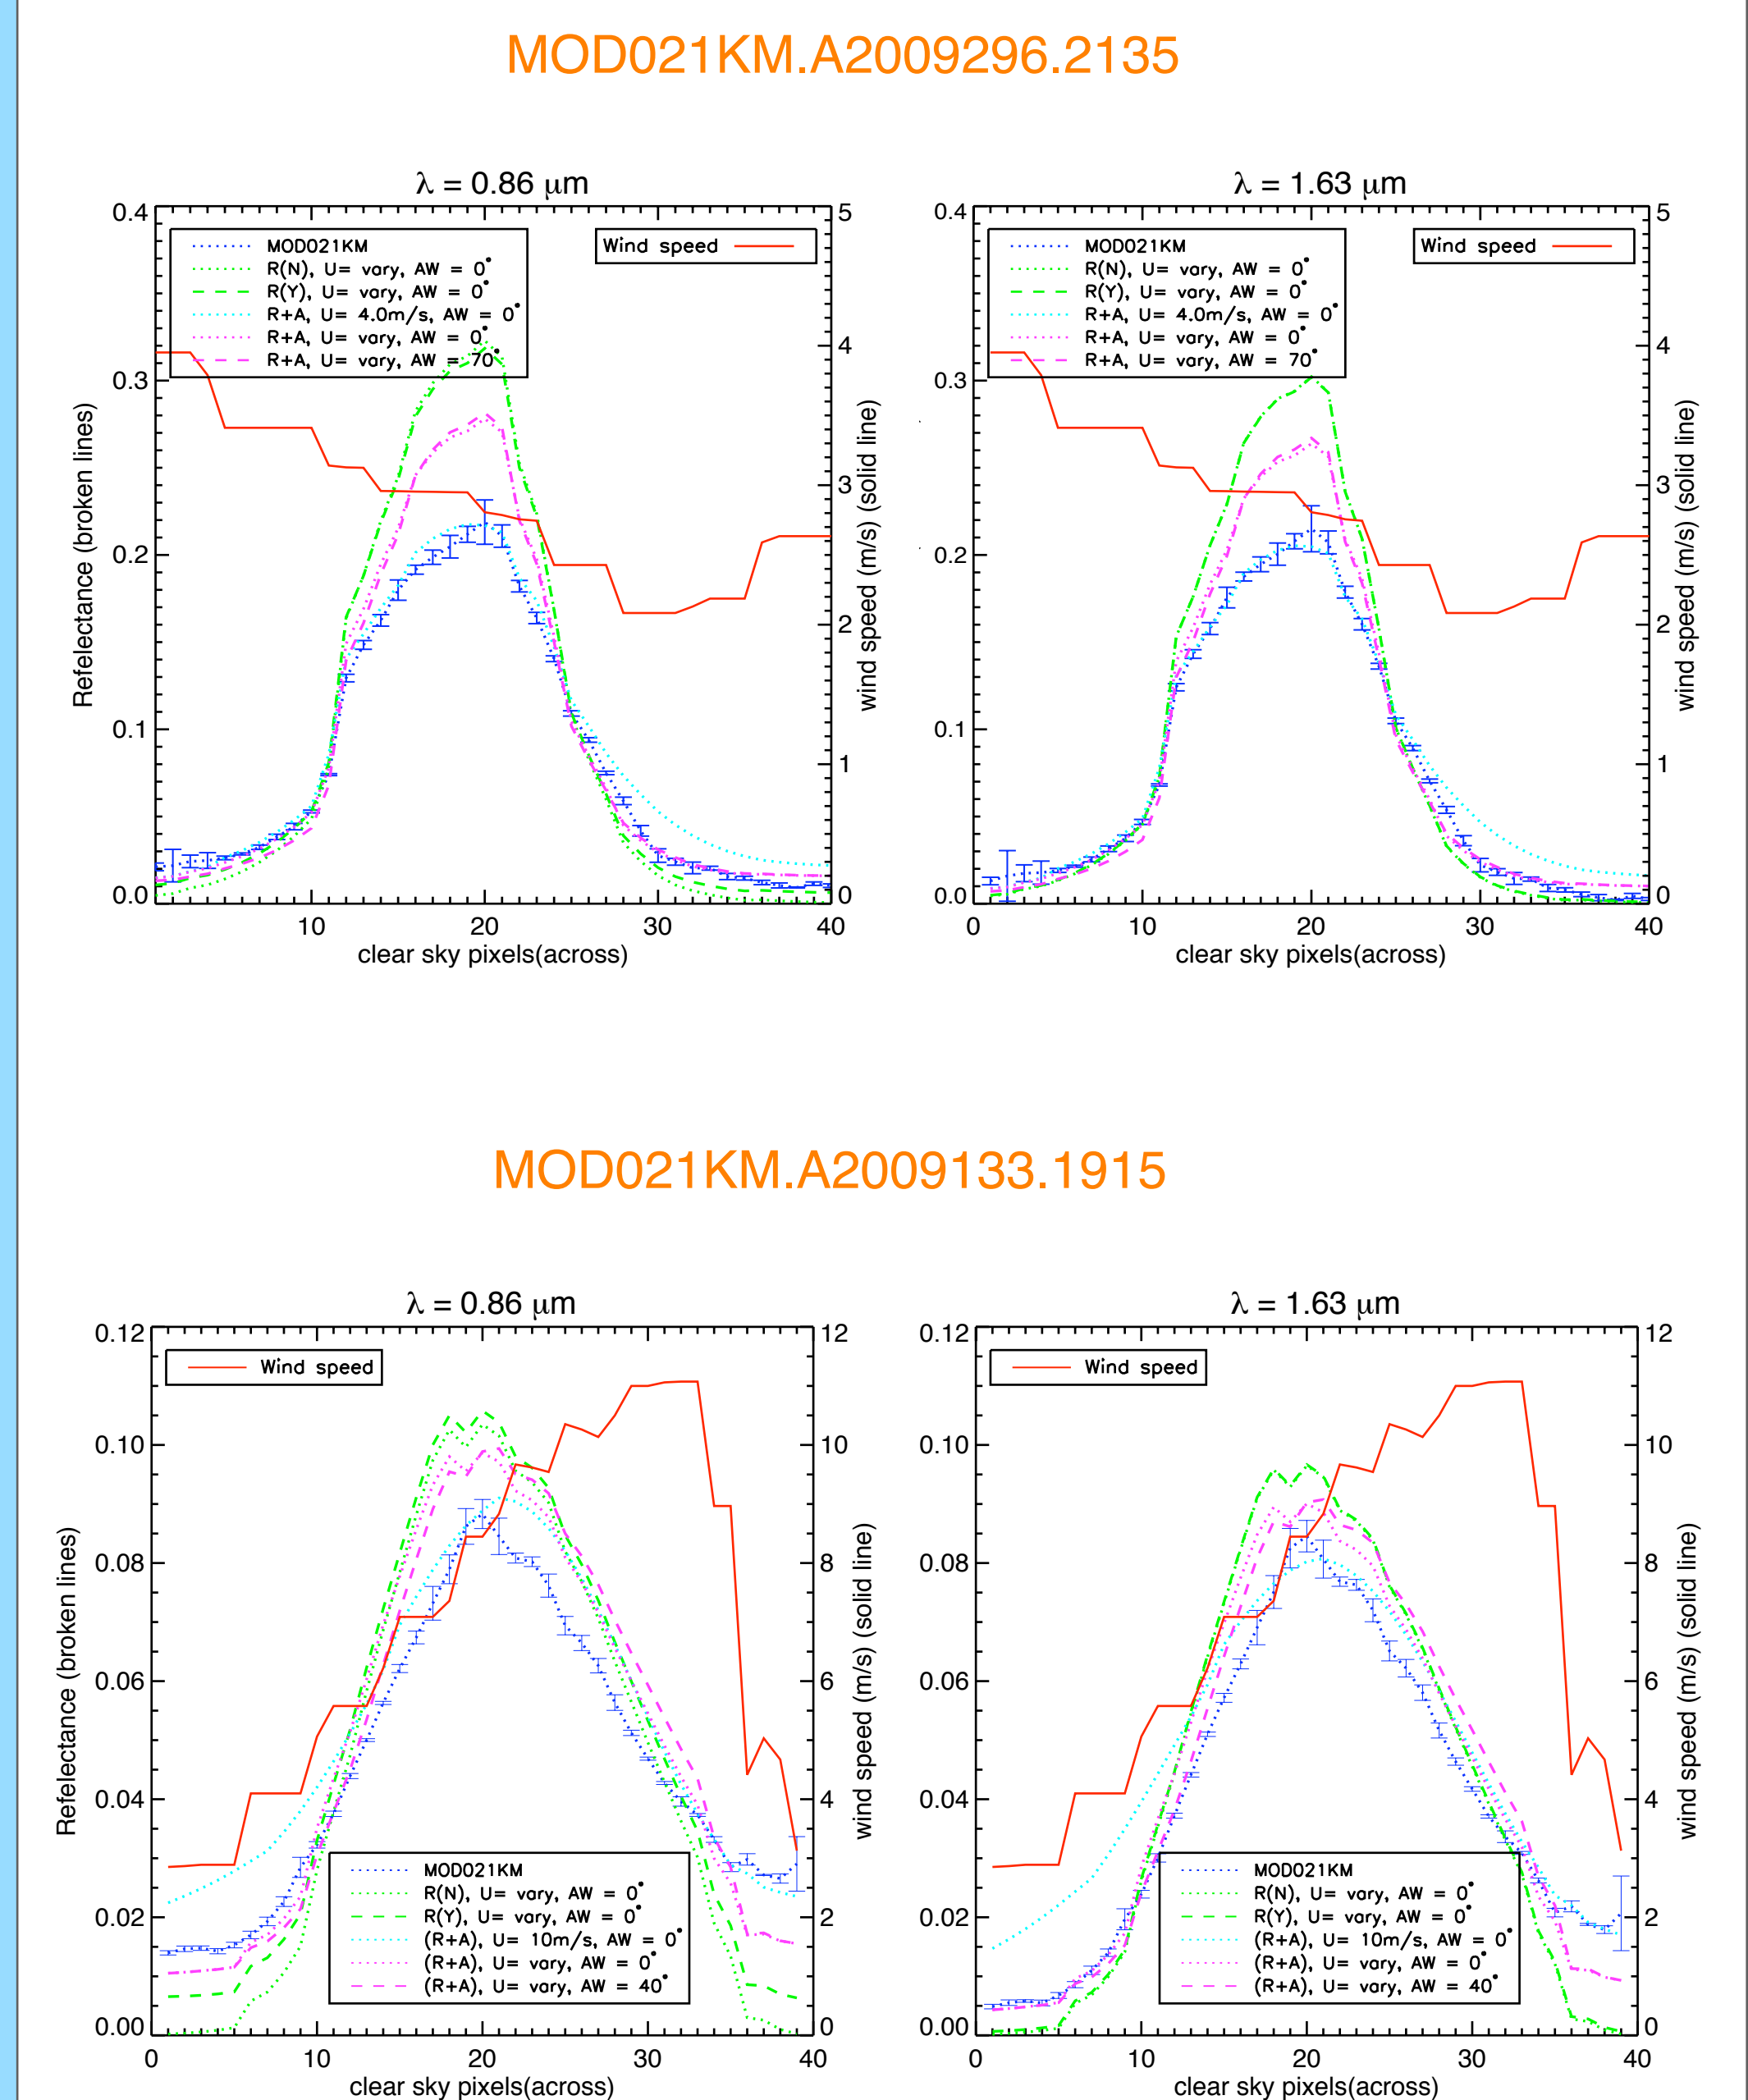 MOD021KM.A2009296.2135
λ = 0.86 μm
0.4
0.3
0.2
0.1
0.0
5
4
3
2
1
0
10
20
30
40
Refelectance (broken lines)
wind speed (m/s) (solid line)
clear sky pixels(across)
MOD021KM
R(N), U= vary, AW = 0°
R(Y), U= vary, AW = 0°
R+A, U= 4.0m/s, AW = 0°
R+A, U= vary, AW = 0°
R+A, U= vary, AW = 70°
Wind speed
λ = 1.63 μm
0.4
0.3
0.2
0.1
0.0
5
4
3
2
1
0
0
10
20
30
40
wind speed (m/s) (solid line)
clear sky pixels(across)
MOD021KM
R(N), U= vary, AW = 0°
R(Y), U= vary, AW = 0°
R+A, U= 4.0m/s, AW = 0°
R+A, U= vary, AW = 0°
R+A, U= vary, AW = 70°
Wind speed
MOD021KM.A2009133.1915
λ = 0.86 μm
0.12
0.10
0.08
0.06
0.04
0.02
0.00
12
10
8
6
4
2
0
0
10
20
30
40
Refelectance (broken lines)
wind speed (m/s) (solid line)
clear sky pixels(across)
Wind speed
MOD021KM
R(N), U= vary, AW = 0°
R(Y), U= vary, AW = 0°
(R+A), U= 10m/s, AW = 0°
(R+A), U= vary, AW = 0°
(R+A), U= vary, AW = 40°
λ = 1.63 μm
0.12
0.10
0.08
0.06
0.04
0.02
0.00
12
10
8
6
4
2
0
0
10
20
30
40
wind speed (m/s) (solid line)
clear sky pixels(across)
Wind speed
MOD021KM
R(N), U= vary, AW = 0°
R(Y), U= vary, AW = 0°
(R+A), U= 10m/s, AW = 0°
(R+A), U= vary, AW = 0°
(R+A), U= vary, AW = 40°